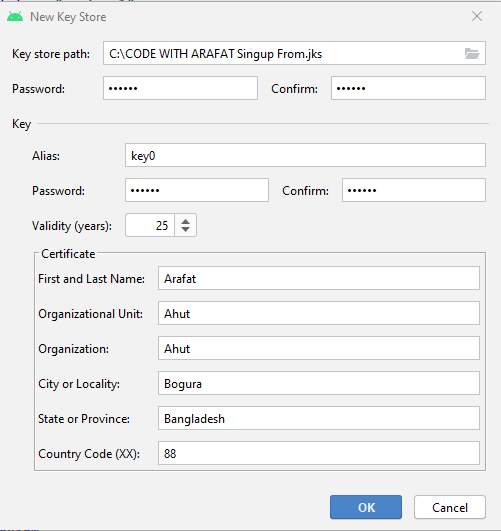 New Key Store
Key store path: C:\CODE WITH ARAFAT Singup From.jks
Password: •••••• Confirm: ••••••
Key
Alias: key0
Password: •••••• Confirm: ••••••
Validity (years): 25
Certificate
First and Last Name: Arafat
Organizational Unit: Ahut
Organization: Ahut
City or Locality: Bogura
State or Province: Bangladesh
Country Code (XX): 88
OK Cancel